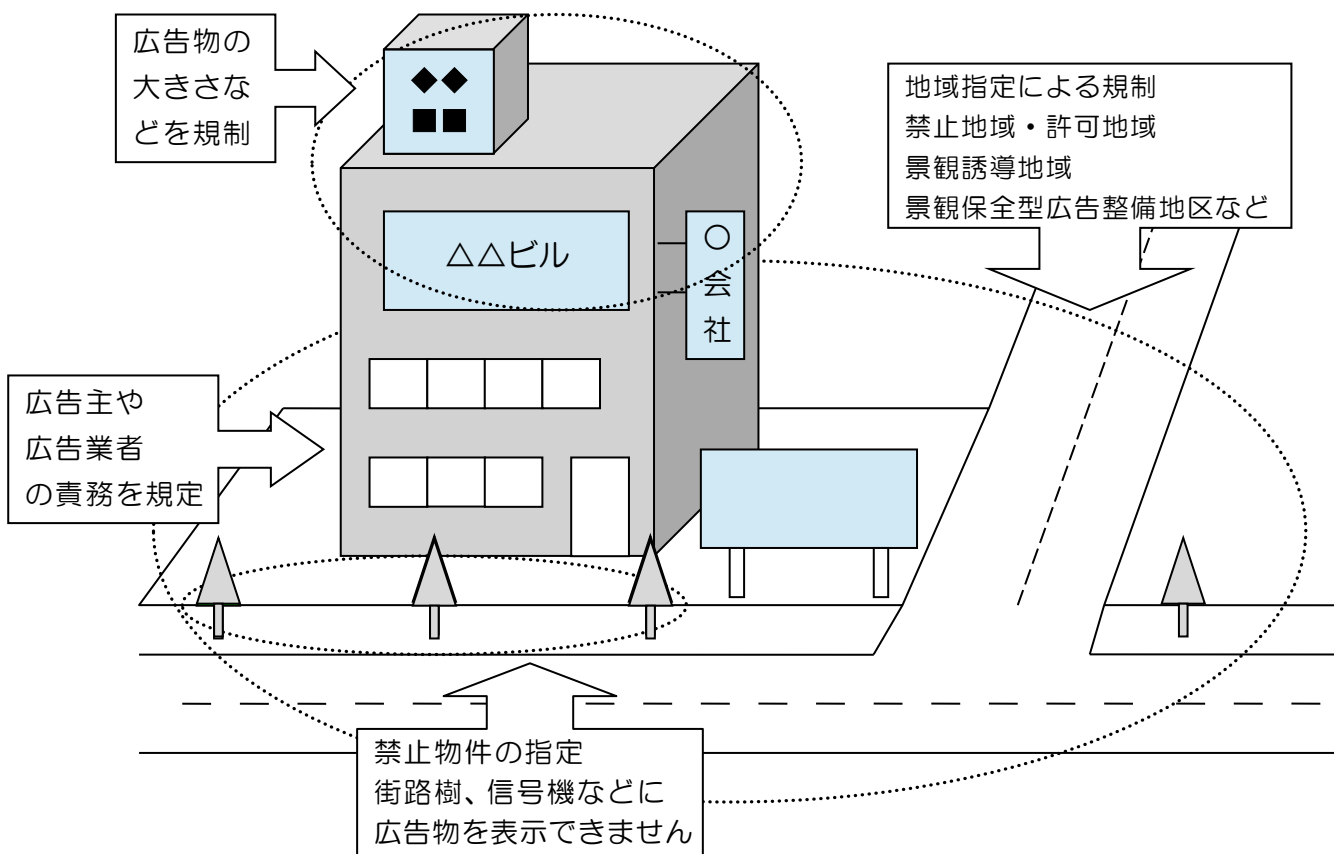 広告物の
大きさな
どを規制
◆◆
■■
地域指定による規制
禁止地域・許可地域
景観誘導地域
景観保全型広告整備地区など
△△ビル
○
会
社
広告主や
広告業者
の責務を規定
禁止物件の指定
街路樹、信号機などに
広告物を表示できません